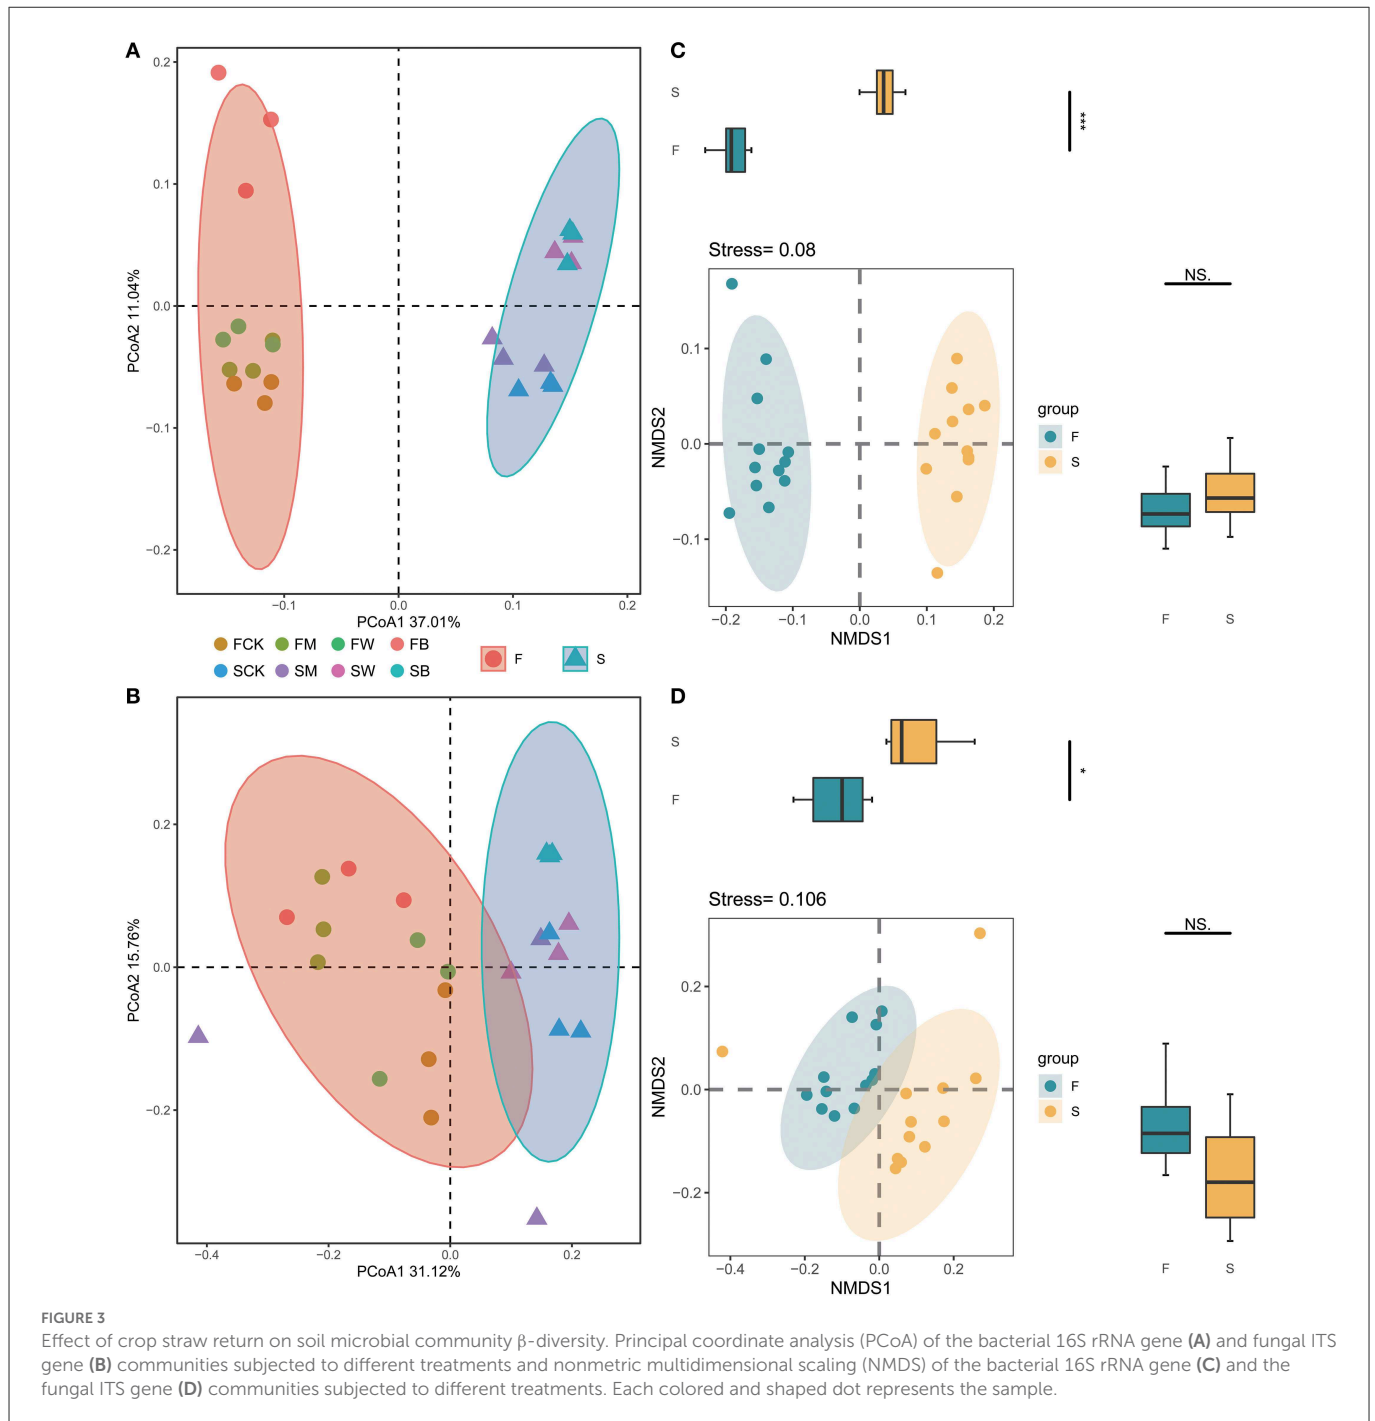 A
0.2
0.1
0.0
−0.1
−0.2
PCoA2 11.04%
−0.1
0.0
0.1
0.2
PCoA1 37.01%
FCK FM FW FB
SCK SM SW SB
F S
B
0.2
0.0
−0.2
PCoA2 15.76%
−0.4
−0.2
0.0
0.2
PCoA1 31.12%
C
S
F
***
Stress= 0.08
0.1
0.0
−0.1
NMDS2
−0.2
−0.1
0.0
0.1
0.2
NMDS1
group
F
S
NS.
F S
D
S
F
*
Stress= 0.106
0.2
0.0
−0.2
NMDS2
−0.4
−0.2
0.0
0.2
NMDS1
group
F
S
NS.
F S
FIGURE 3
Effect of crop straw return on soil microbial community β-diversity. Principal coordinate analysis (PCoA) of the bacterial 16S rRNA gene (A) and fungal ITS
gene (B) communities subjected to different treatments and nonmetric multidimensional scaling (NMDS) of the bacterial 16S rRNA gene (C) and the
fungal ITS gene (D) communities subjected to different treatments. Each colored and shaped dot represents the sample.